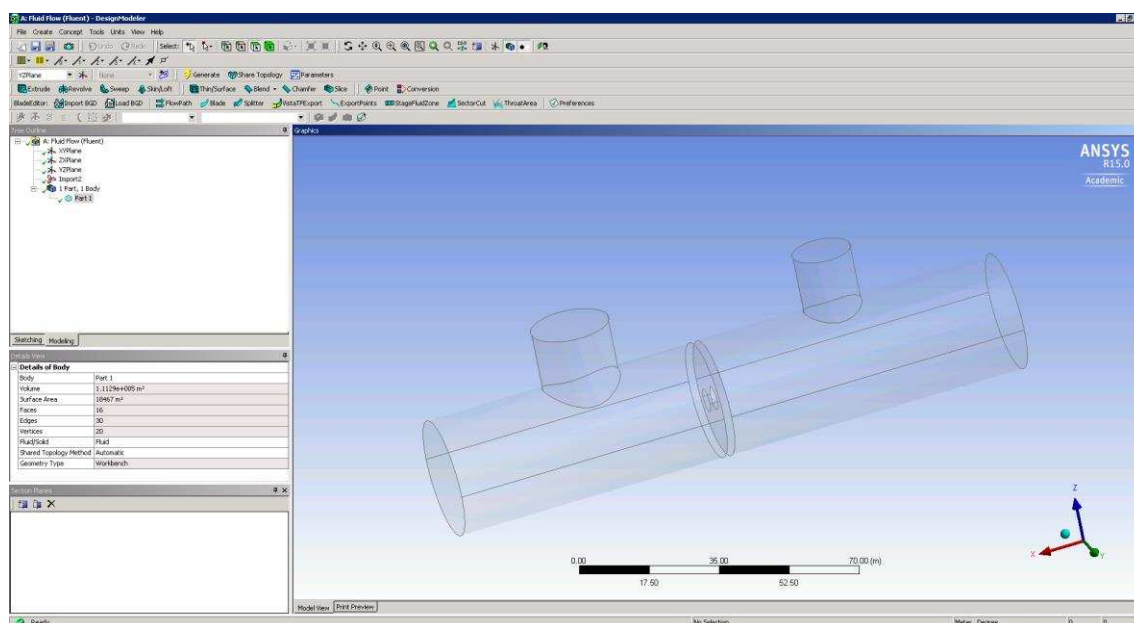 A: Fluid Flow (Fluent) - DesignModeler
File Create Concept Tools Units View Help
Undo Redo Select:
YZPlane None Generate Share Topology Parameters
Extrude Revolve Sweep Skin/Loft Thin/Surface Blend Chamfer Slice Point Conversion
BladeEditor: Import BGD Load BGD FlowPath Blade Splitter VistaTFExport ExportPoints StageFluidZone SectorCut ThroatArea Preferences
Tree Outline
A: Fluid Flow (Fluent)
XYPlane
ZXPlane
YZPlane
Import2
1 Part, 1 Body
Part 1
Sketching Modeling
Details View
Details of Body
Body Part 1
Volume 1.1129e+005 m³
Surface Area 18467 m²
Faces 16
Edges 30
Vertices 20
Fluid/Solid Fluid
Shared Topology Method Automatic
Geometry Type Workbench
Section Planes
Graphics
ANSYS
R15.0
Academic
Z
X
Y
0.00 35.00 70.00 (m)
17.50 52.50
Model View Print Preview
Ready No Selection Meter Degree 0 0